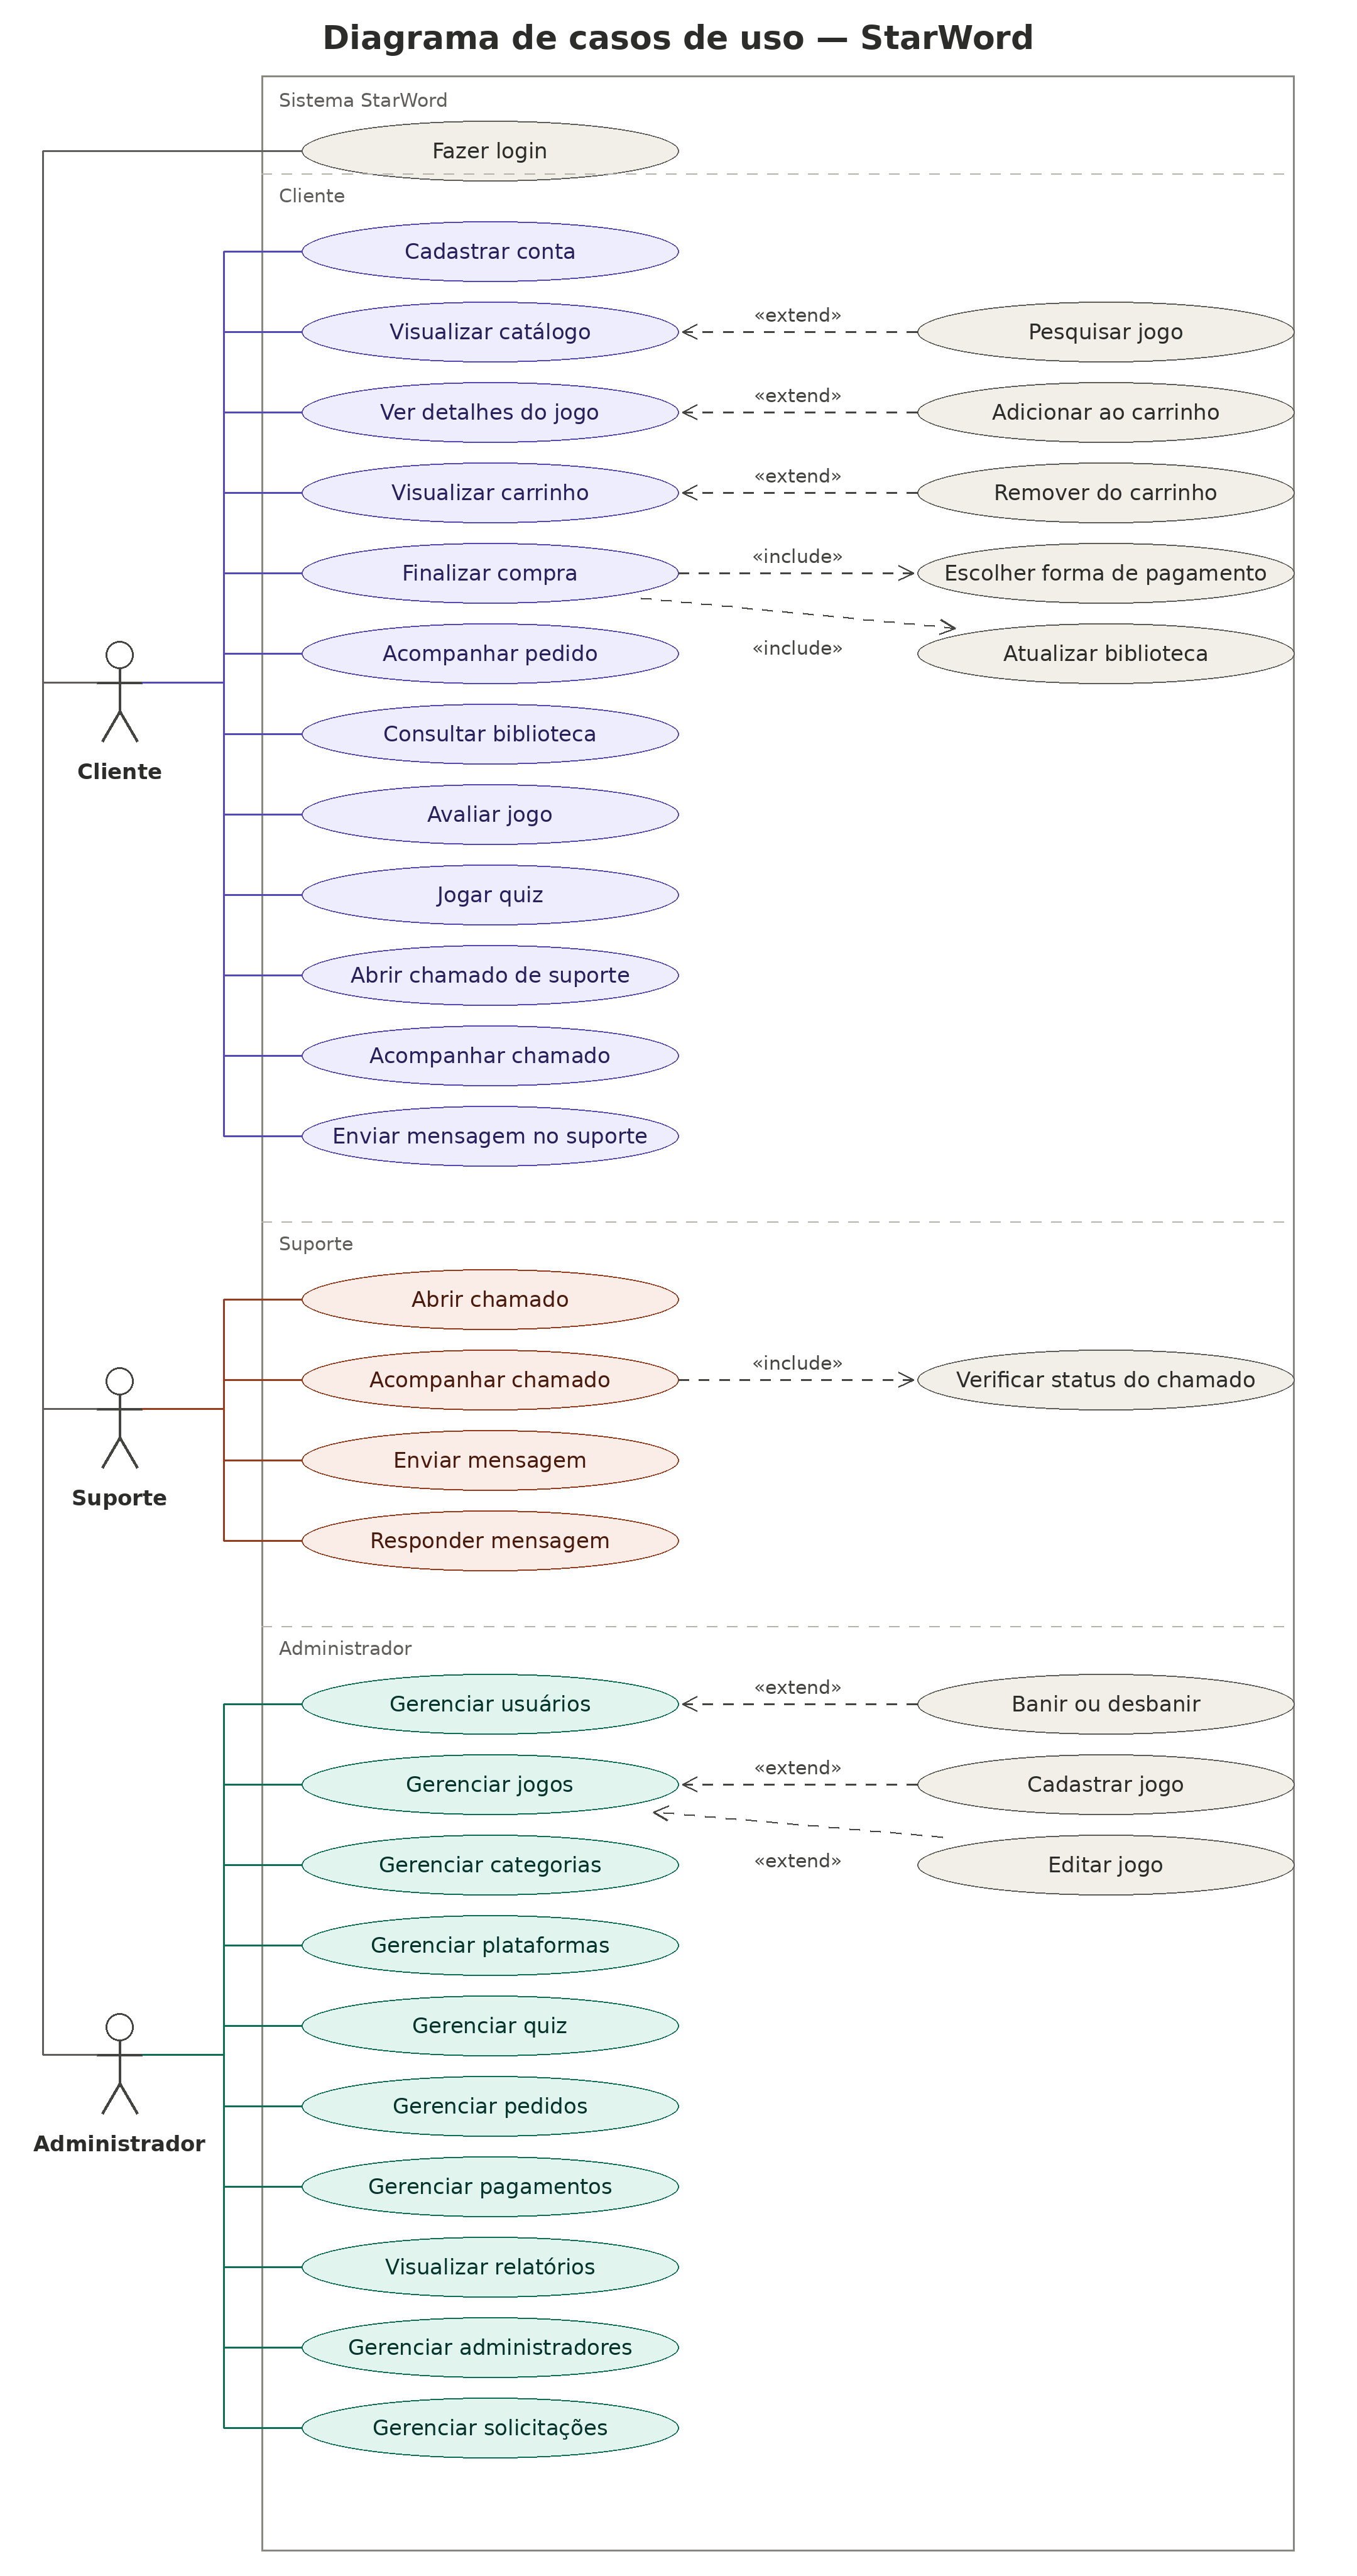 Diagrama de casos de uso — StarWord
Sistema StarWord
Fazer login
Cliente
Cadastrar conta
Visualizar catálogo
«extend»
Pesquisar jogo
Ver detalhes do jogo
«extend»
Adicionar ao carrinho
Visualizar carrinho
«extend»
Remover do carrinho
Finalizar compra
«include»
Escolher forma de pagamento
Acompanhar pedido
«include»
Atualizar biblioteca
Consultar biblioteca
Cliente
Avaliar jogo
Jogar quiz
Abrir chamado de suporte
Acompanhar chamado
Enviar mensagem no suporte
Suporte
Abrir chamado
Acompanhar chamado
«include»
Verificar status do chamado
Enviar mensagem
Suporte
Responder mensagem
Administrador
Gerenciar usuários
«extend»
Banir ou desbanir
Gerenciar jogos
«extend»
Cadastrar jogo
Gerenciar categorias
«extend»
Editar jogo
Gerenciar plataformas
Gerenciar quiz
Gerenciar pedidos
Administrador
Gerenciar pagamentos
Visualizar relatórios
Gerenciar administradores
Gerenciar solicitações